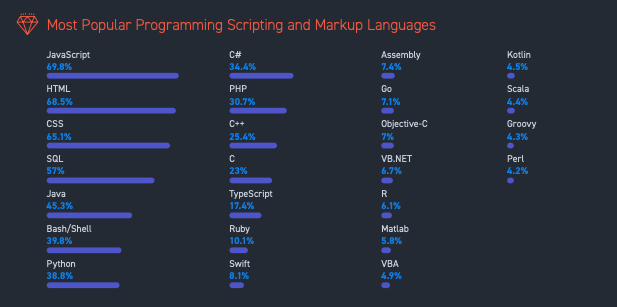 Most Popular Programming Scripting and Markup Languages
JavaScript
69.8%
HTML
68.5%
CSS
65.1%
SQL
57%
Java
45.3%
Bash/Shell
39.8%
Python
38.8%
C#
34.4%
PHP
30.7%
C++
25.4%
C
23%
TypeScript
17.4%
Ruby
10.1%
Swift
8.1%
Assembly
7.4%
Go
7.1%
Objective-C
7%
VB.NET
6.7%
R
6.1%
Matlab
5.8%
VBA
4.9%
Kotlin
4.5%
Scala
4.4%
Groovy
4.3%
Perl
4.2%